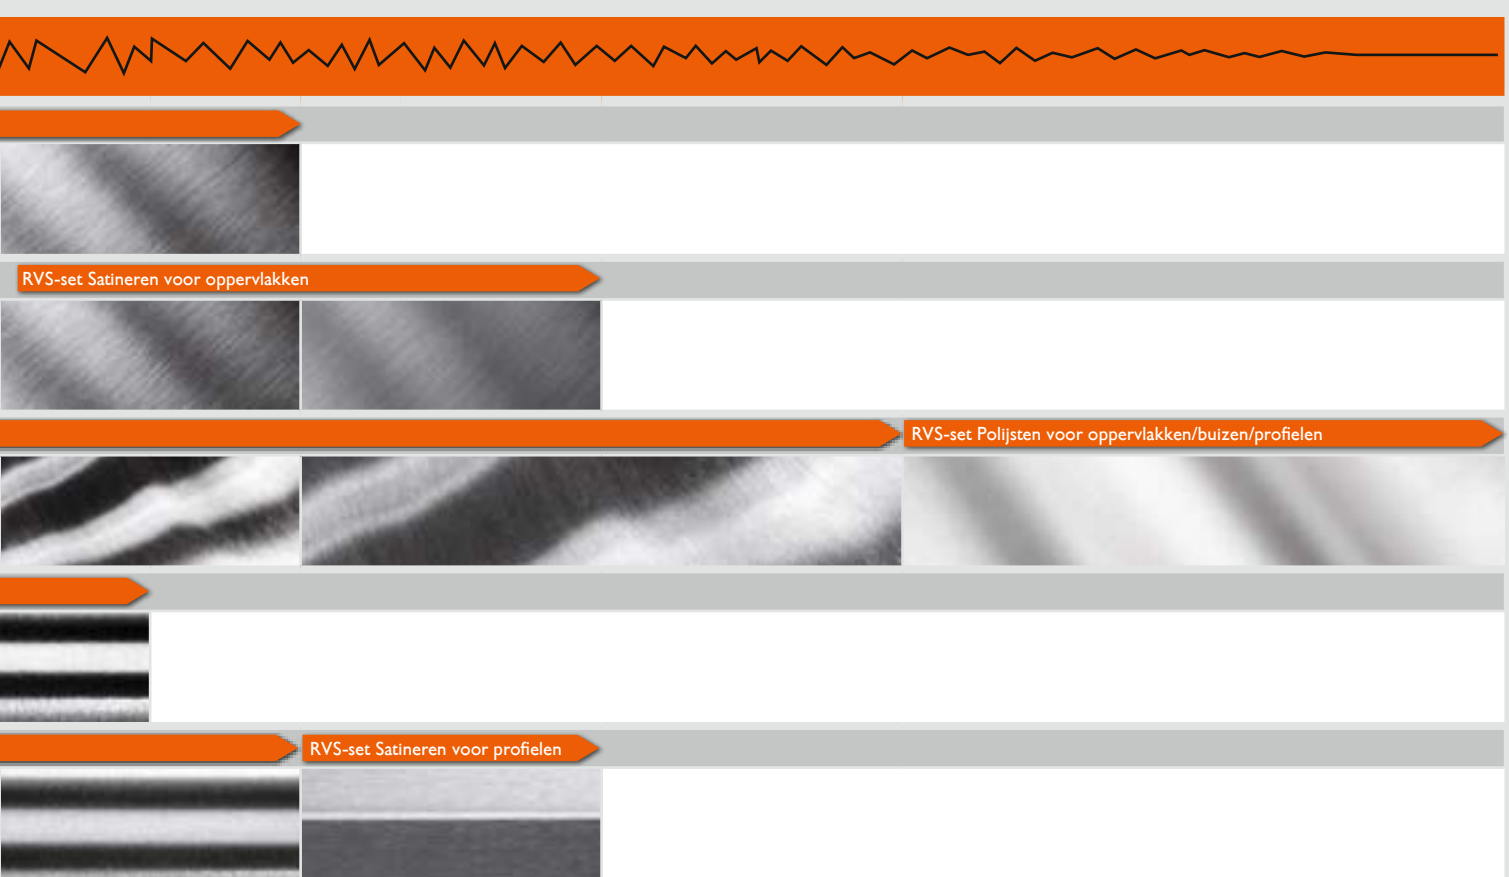 RVS-set Satineren voor oppervlakken
RVS-set Polijsten voor oppervlakken/buizen/profielen
RVS-set Satineren voor profielen